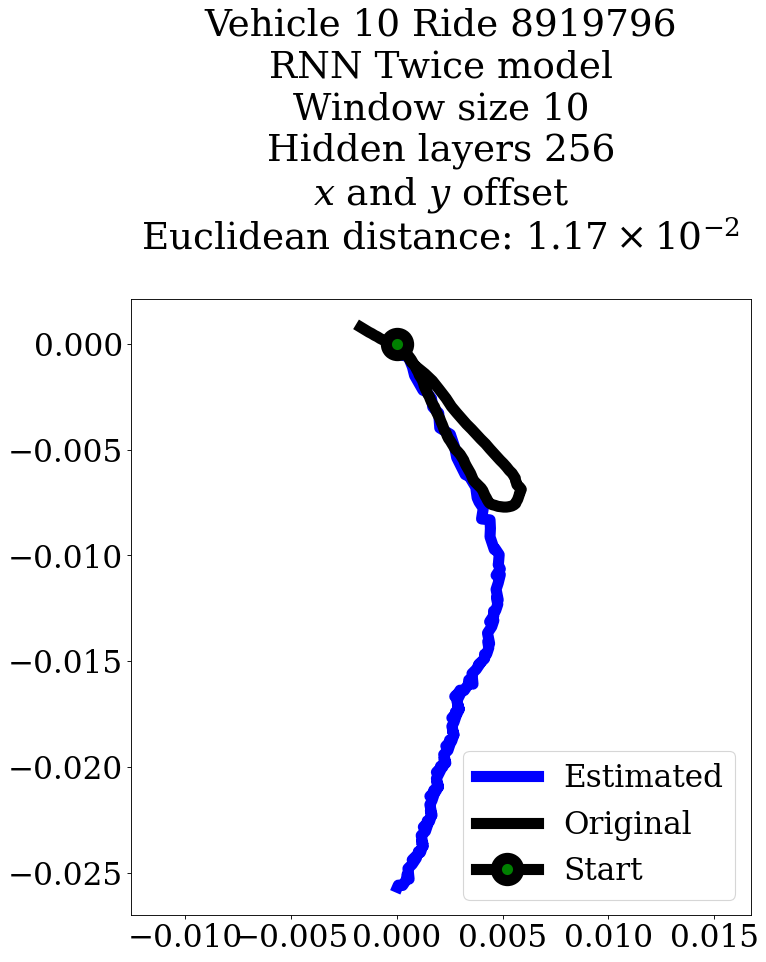 Vehicle 10 Ride 8919796
RNN Twice model
Window size 10
Hidden layers 256
x and y offset
Euclidean distance: 1.17 × 10⁻²
0.000
−0.005
−0.010
−0.015
−0.020
−0.025
Estimated
Original
Start
−0.010 −0.005 0.000 0.005 0.010 0.015